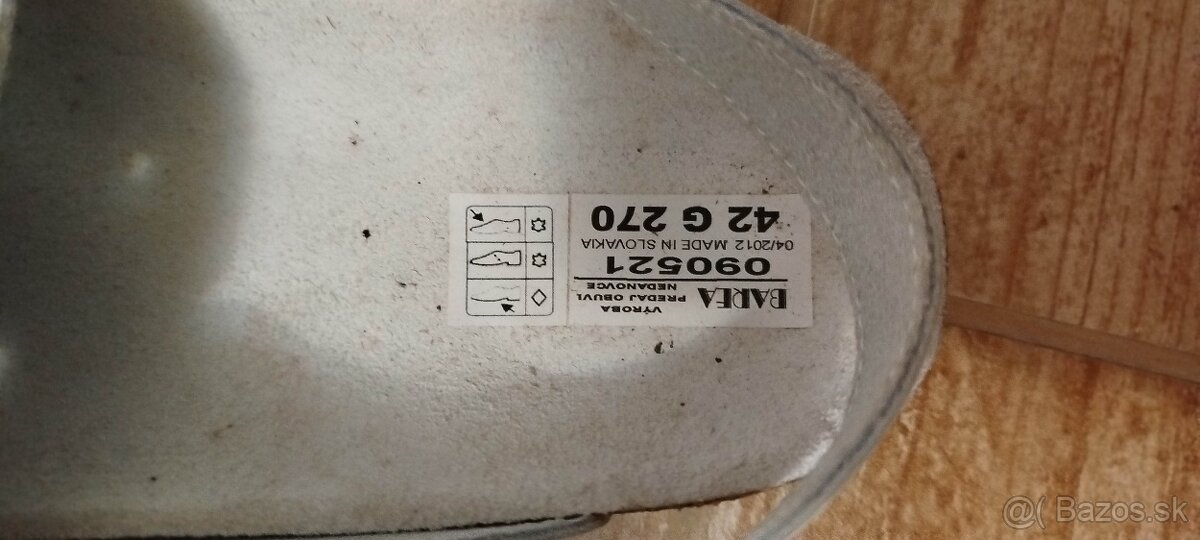 BAREA
VÝROBA
PREDAJ OBUVI
NEDANOVCE
090521
04/2012 MADE IN SLOVAKIA
42 G 270
@( Bazos.sk